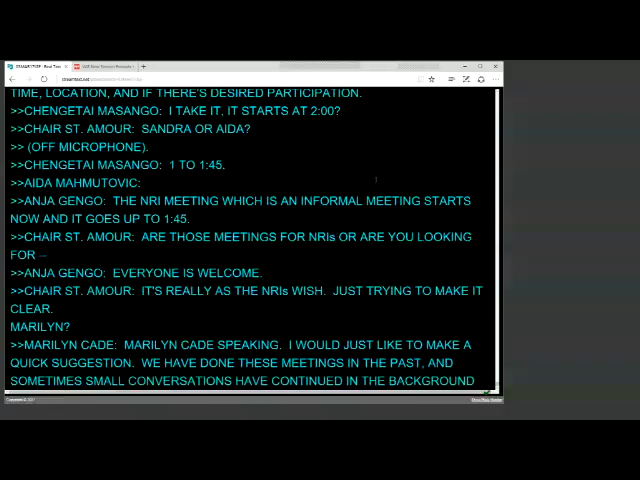 TIME, LOCATION, AND IF THERE'S DESIRED PARTICIPATION.
>>CHENGETAI MASANGO:  I TAKE IT, IT STARTS AT 2:00?
>>CHAIR ST. AMOUR:  SANDRA OR AIDA?
>> (OFF MICROPHONE).
>>CHENGETAI MASANGO:  1 TO 1:45.
>>AIDA MAHMUTOVIC:
>>ANJA GENGO:  THE NRI MEETING WHICH IS AN INFORMAL MEETING STARTS
NOW AND IT GOES UP TO 1:45.
>>CHAIR ST. AMOUR:  ARE THOSE MEETINGS FOR NRIs OR ARE YOU LOOKING
FOR --
>>ANJA GENGO:  EVERYONE IS WELCOME.
>>CHAIR ST. AMOUR:  IT'S REALLY AS THE NRIs WISH.  JUST TRYING TO MAKE IT
CLEAR.
MARILYN?
>>MARILYN CADE:  MARILYN CADE SPEAKING.  I WOULD JUST LIKE TO MAKE A
QUICK SUGGESTION.  WE HAVE DONE THESE MEETINGS IN THE PAST, AND
SOMETIMES SMALL CONVERSATIONS HAVE CONTINUED IN THE BACKGROUND